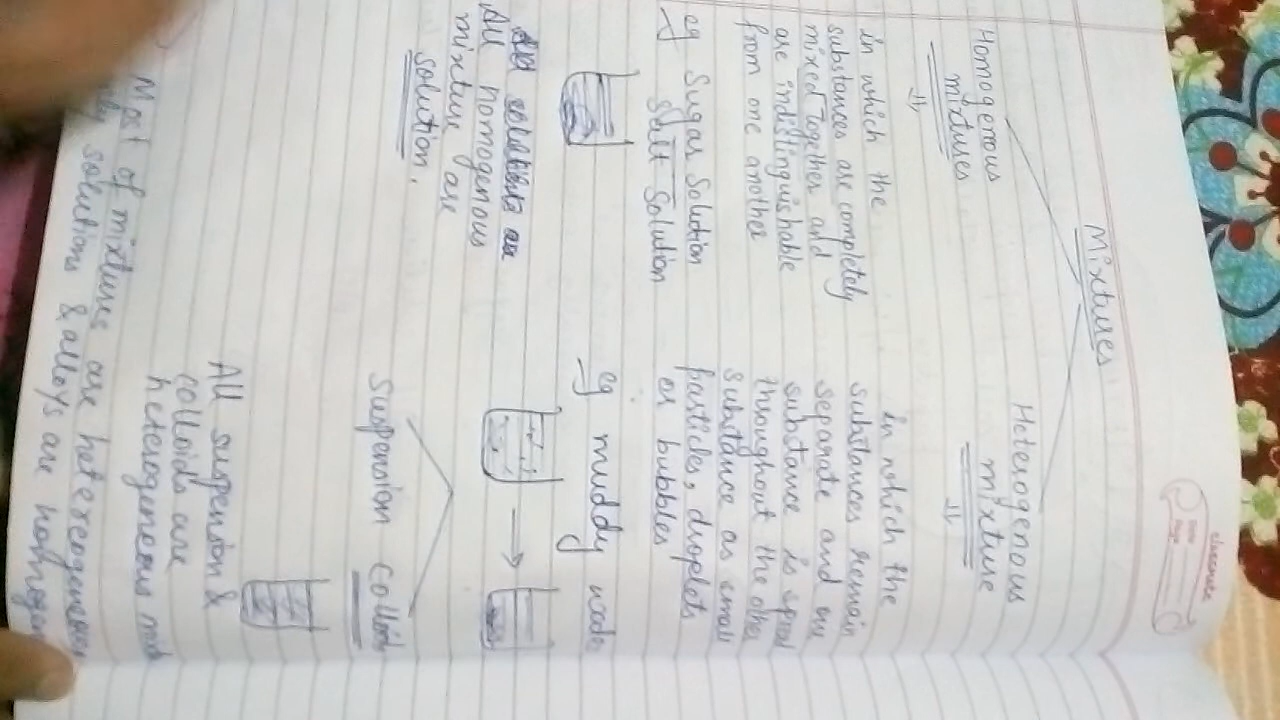 classmate
Mixtures
Homogenous
mixtures
in which the
substances are completely
mixed together and
are indistinguishable
from one another
eg Sugar Solution
Salt Solution
All homogenous
mixture are
solution.
Heterogenous
mixture
in which the
substances remain
separate and one
substance is spread
throughout the other
substance as small
particles, droplets
or bubbles
eg muddy water
Suspension Colloid
All suspension &
colloids are
heterogeneous
Most of mixtures are heterogeneous
solutions & alloys are